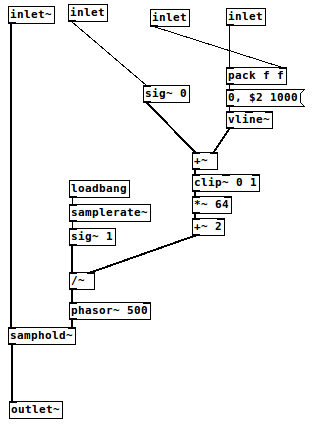 inlet~
inlet
inlet
inlet
pack f f
sig~ 0
0, $2 1000
vline~
+~
clip~ 0 1
loadbang
*~ 64
samplerate~
+~ 2
sig~ 1
/~
phasor~ 500
samphold~
outlet~